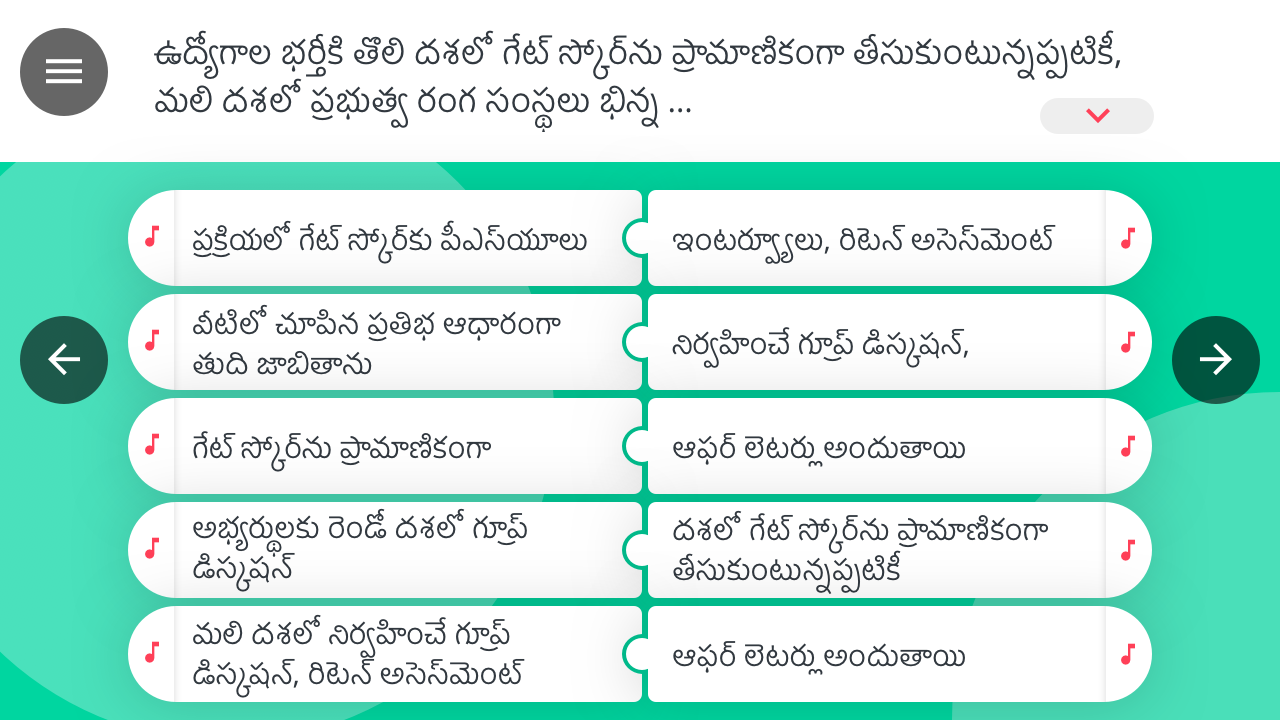 ఉద్యోగాల భర్తీకి తొలి దశలో గేట్ స్కోర్‌ను ప్రామాణికంగా తీసుకుంటున్నప్పటికీ,
మలి దశలో ప్రభుత్వ రంగ సంస్థలు భిన్న ...
ప్రక్రియలో గేట్ స్కోర్‌కు పీఎస్‌యూలు
ఇంటర్వ్యూలు, రిటెన్ అసెస్‌మెంట్
వీటిలో చూపిన ప్రతిభ ఆధారంగా
తుది జాబితాను
నిర్వహించే గూప్ర్ డిస్కషన్,
గేట్ స్కోర్‌ను ప్రామాణికంగా
ఆఫర్ లెటర్లు అందుతాయి
అభ్యర్థులకు రెండో దశలో గూప్ర్
డిస్కషన్
దశలో గేట్ స్కోర్‌ను ప్రామాణికంగా
తీసుకుంటున్నప్పటికీ
మలి దశలో నిర్వహించే గూప్ర్
డిస్కషన్, రిటెన్ అసెస్‌మెంట్
ఆఫర్ లెటర్లు అందుతాయి